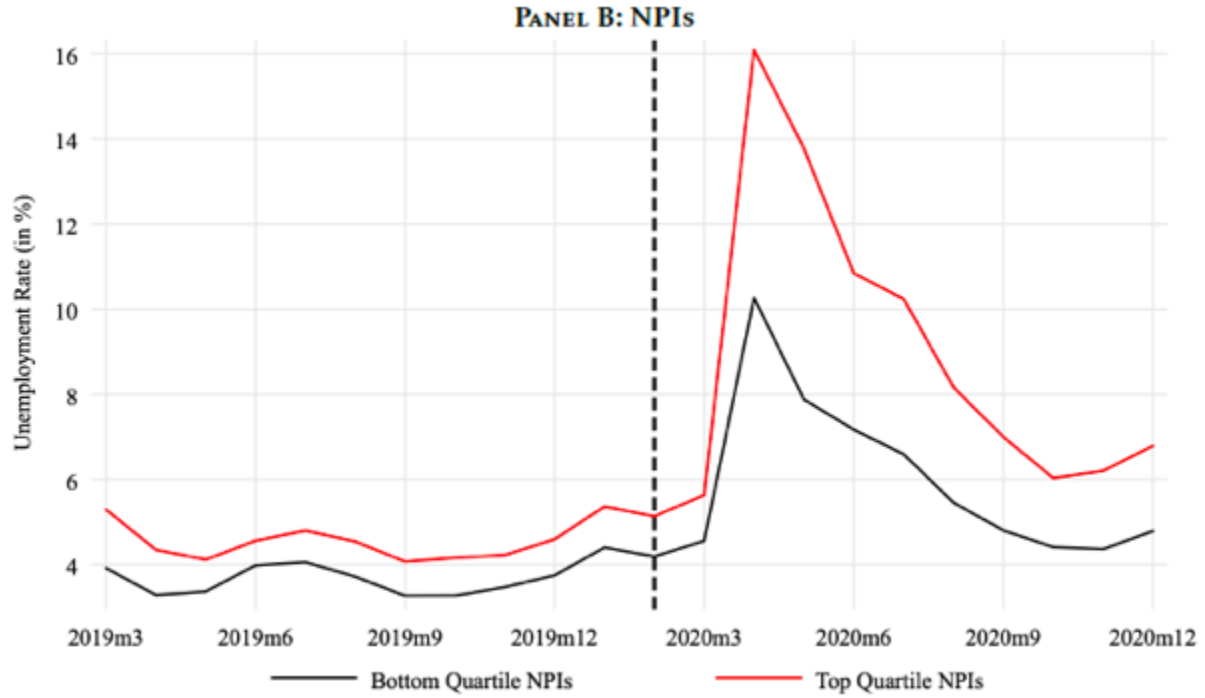 PANEL B: NPIs
16
14
12
10
8
6
4
Unemployment Rate (in %)
2019m3 2019m6 2019m9 2019m12 2020m3 2020m6 2020m9 2020m12
Bottom Quartile NPIs Top Quartile NPIs